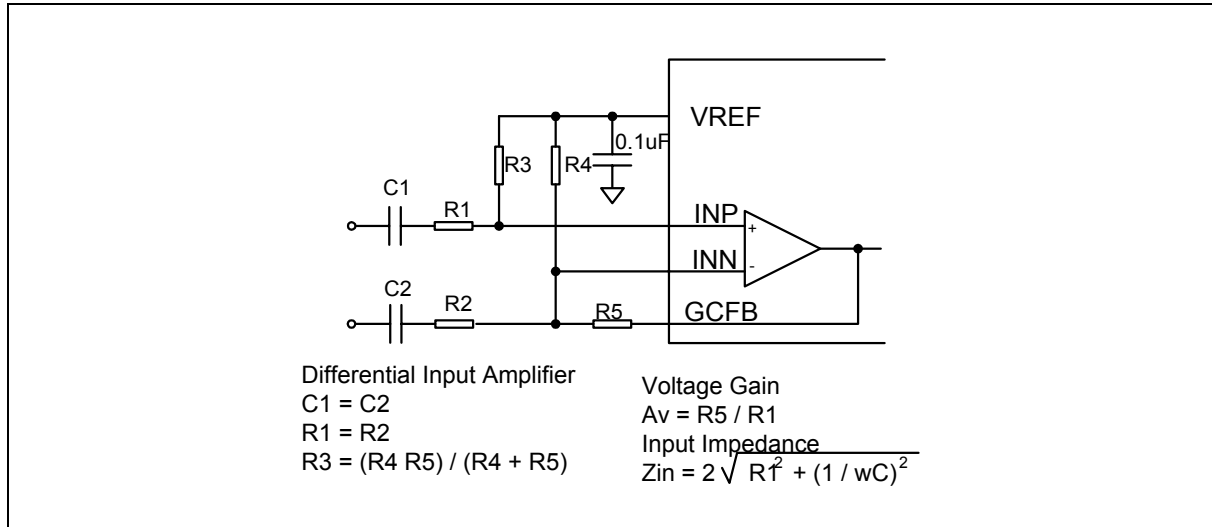 VREF
0.1uF
R3
R4
C1
R1
INP
+
INN
-
C2
R2
R5
GCFB
Differential Input Amplifier
C1 = C2
R1 = R2
R3 = (R4 R5) / (R4 + R5)
Voltage Gain
Av = R5 / R1
Input Impedance
Zin = 2 √ R1² + (1 / wC)²